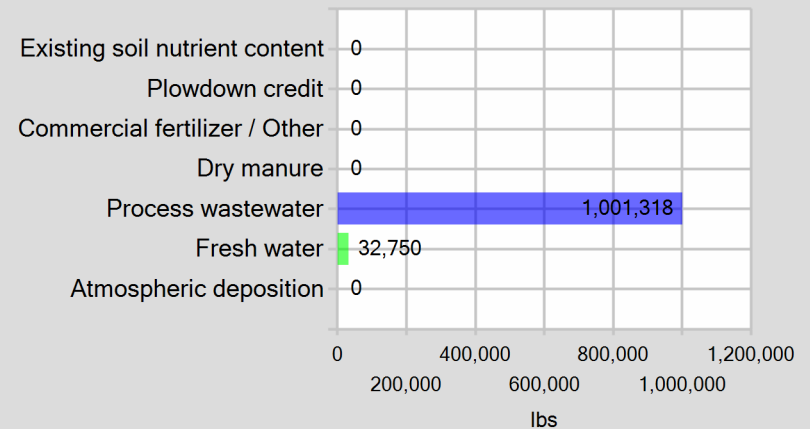 Existing soil nutrient content 0
Plowdown credit 0
Commercial fertilizer / Other 0
Dry manure 0
Process wastewater 1,001,318
Fresh water 32,750
Atmospheric deposition 0
0 400,000 800,000 1,200,000
200,000 600,000 1,000,000
lbs